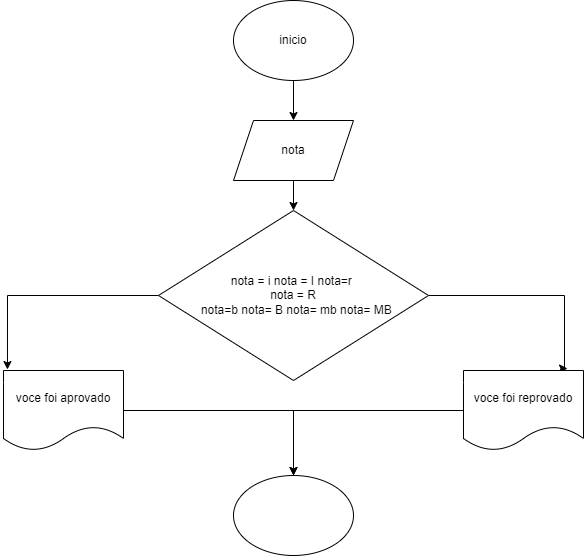 inicio
nota
nota = i nota = I nota=r
nota = R
nota=b nota= B nota= mb nota= MB
voce foi aprovado
voce foi reprovado